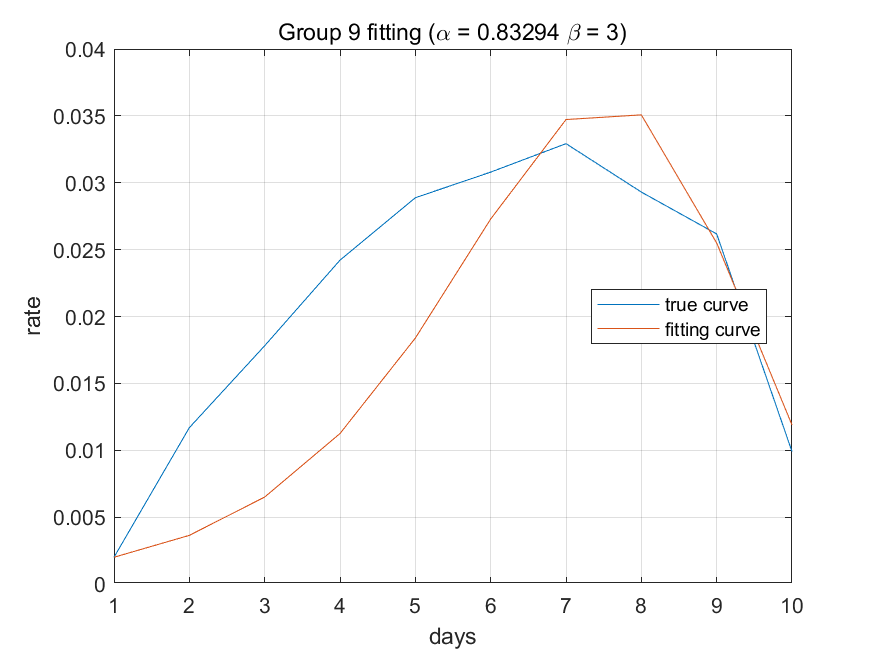 Group 9 fitting (α = 0.83294 β = 3)
0.04
0.035
0.03
0.025
0.02
0.015
0.01
0.005
0
rate
true curve
fitting curve
1 2 3 4 5 6 7 8 9 10
days